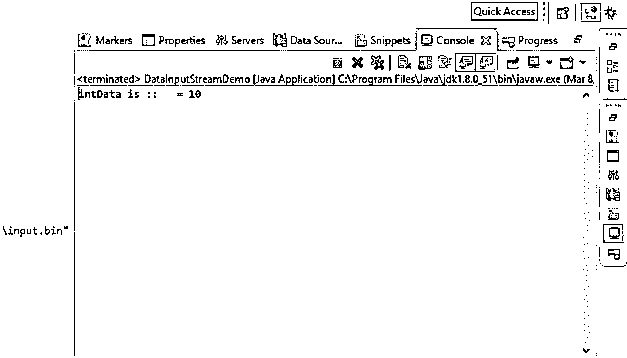 Quick Access
Markers Properties Servers Data Sour... Snippets Console Progress
<terminated> DataInputStreamDemo [Java Application] C:\Program Files\Java\jdk1.8.0_51\bin\javaw.exe (Mar 8,
intData is :: = 10
\input.bin"